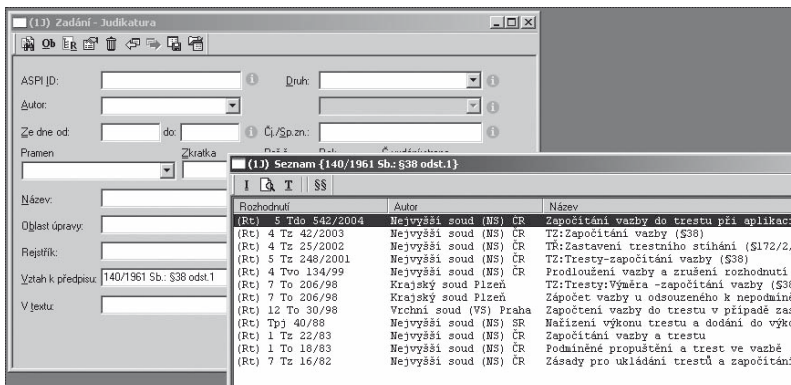 (1J) Zadání - Judikatura
Ob
ASPI ID:
Druh:
Autor:
Ze dne od:
do:
Čj./Sp.zn.:
Pramen
Zkratka
Název:
Oblast úpravy:
Rejstřík:
Vztah k předpisu:
140/1961 Sb.: §38 odst.1
V textu:
(1J) Seznam {140/1961 Sb.: §38 odst.1}
I T §§
Rozhodnutí Autor Název
(Rt) 5 Tdo 542/2004 Nejvyšší soud (NS) ČR Započítání vazby do trestu při aplikaci
(Rt) 4 Tz 42/2003 Nejvyšší soud (NS) ČR TZ:Započítání vazby (§38)
(Rt) 4 Tz 25/2002 Nejvyšší soud (NS) ČR TŘ:Zastavení trestního stíhání (§172/2,
(Rt) 5 Tz 248/2001 Nejvyšší soud (NS) ČR TZ:Tresty-započítání vazby (§38)
(Rt) 4 Tvo 134/99 Nejvyšší soud (NS) ČR Prodloužení vazby a zrušení rozhodnutí
(Rt) 7 To 206/98 Krajský soud Plzeň TZ:Tresty:Výměra -započítání vazby (§38
(Rt) 7 To 206/98 Krajský soud Plzeň Zápočet vazby u odsouzeného k nepodmíně
(Rt) 12 To 30/98 Vrchní soud (VS) Praha Započtení vazby do trestu v případě zas
(Rt) Tpj 40/88 Nejvyšší soud (NS) SR Nařízení výkonu trestu a dodání do výko
(Rt) 1 Tz 22/83 Nejvyšší soud (NS) ČR Započítání vazby a trestu
(Rt) 1 To 18/83 Nejvyšší soud (NS) ČR Podmíněné propuštění a trest ve vazbě
(Rt) 7 Tz 16/82 Nejvyšší soud (NS) ČR Zásady pro ukládání trestů a započítán